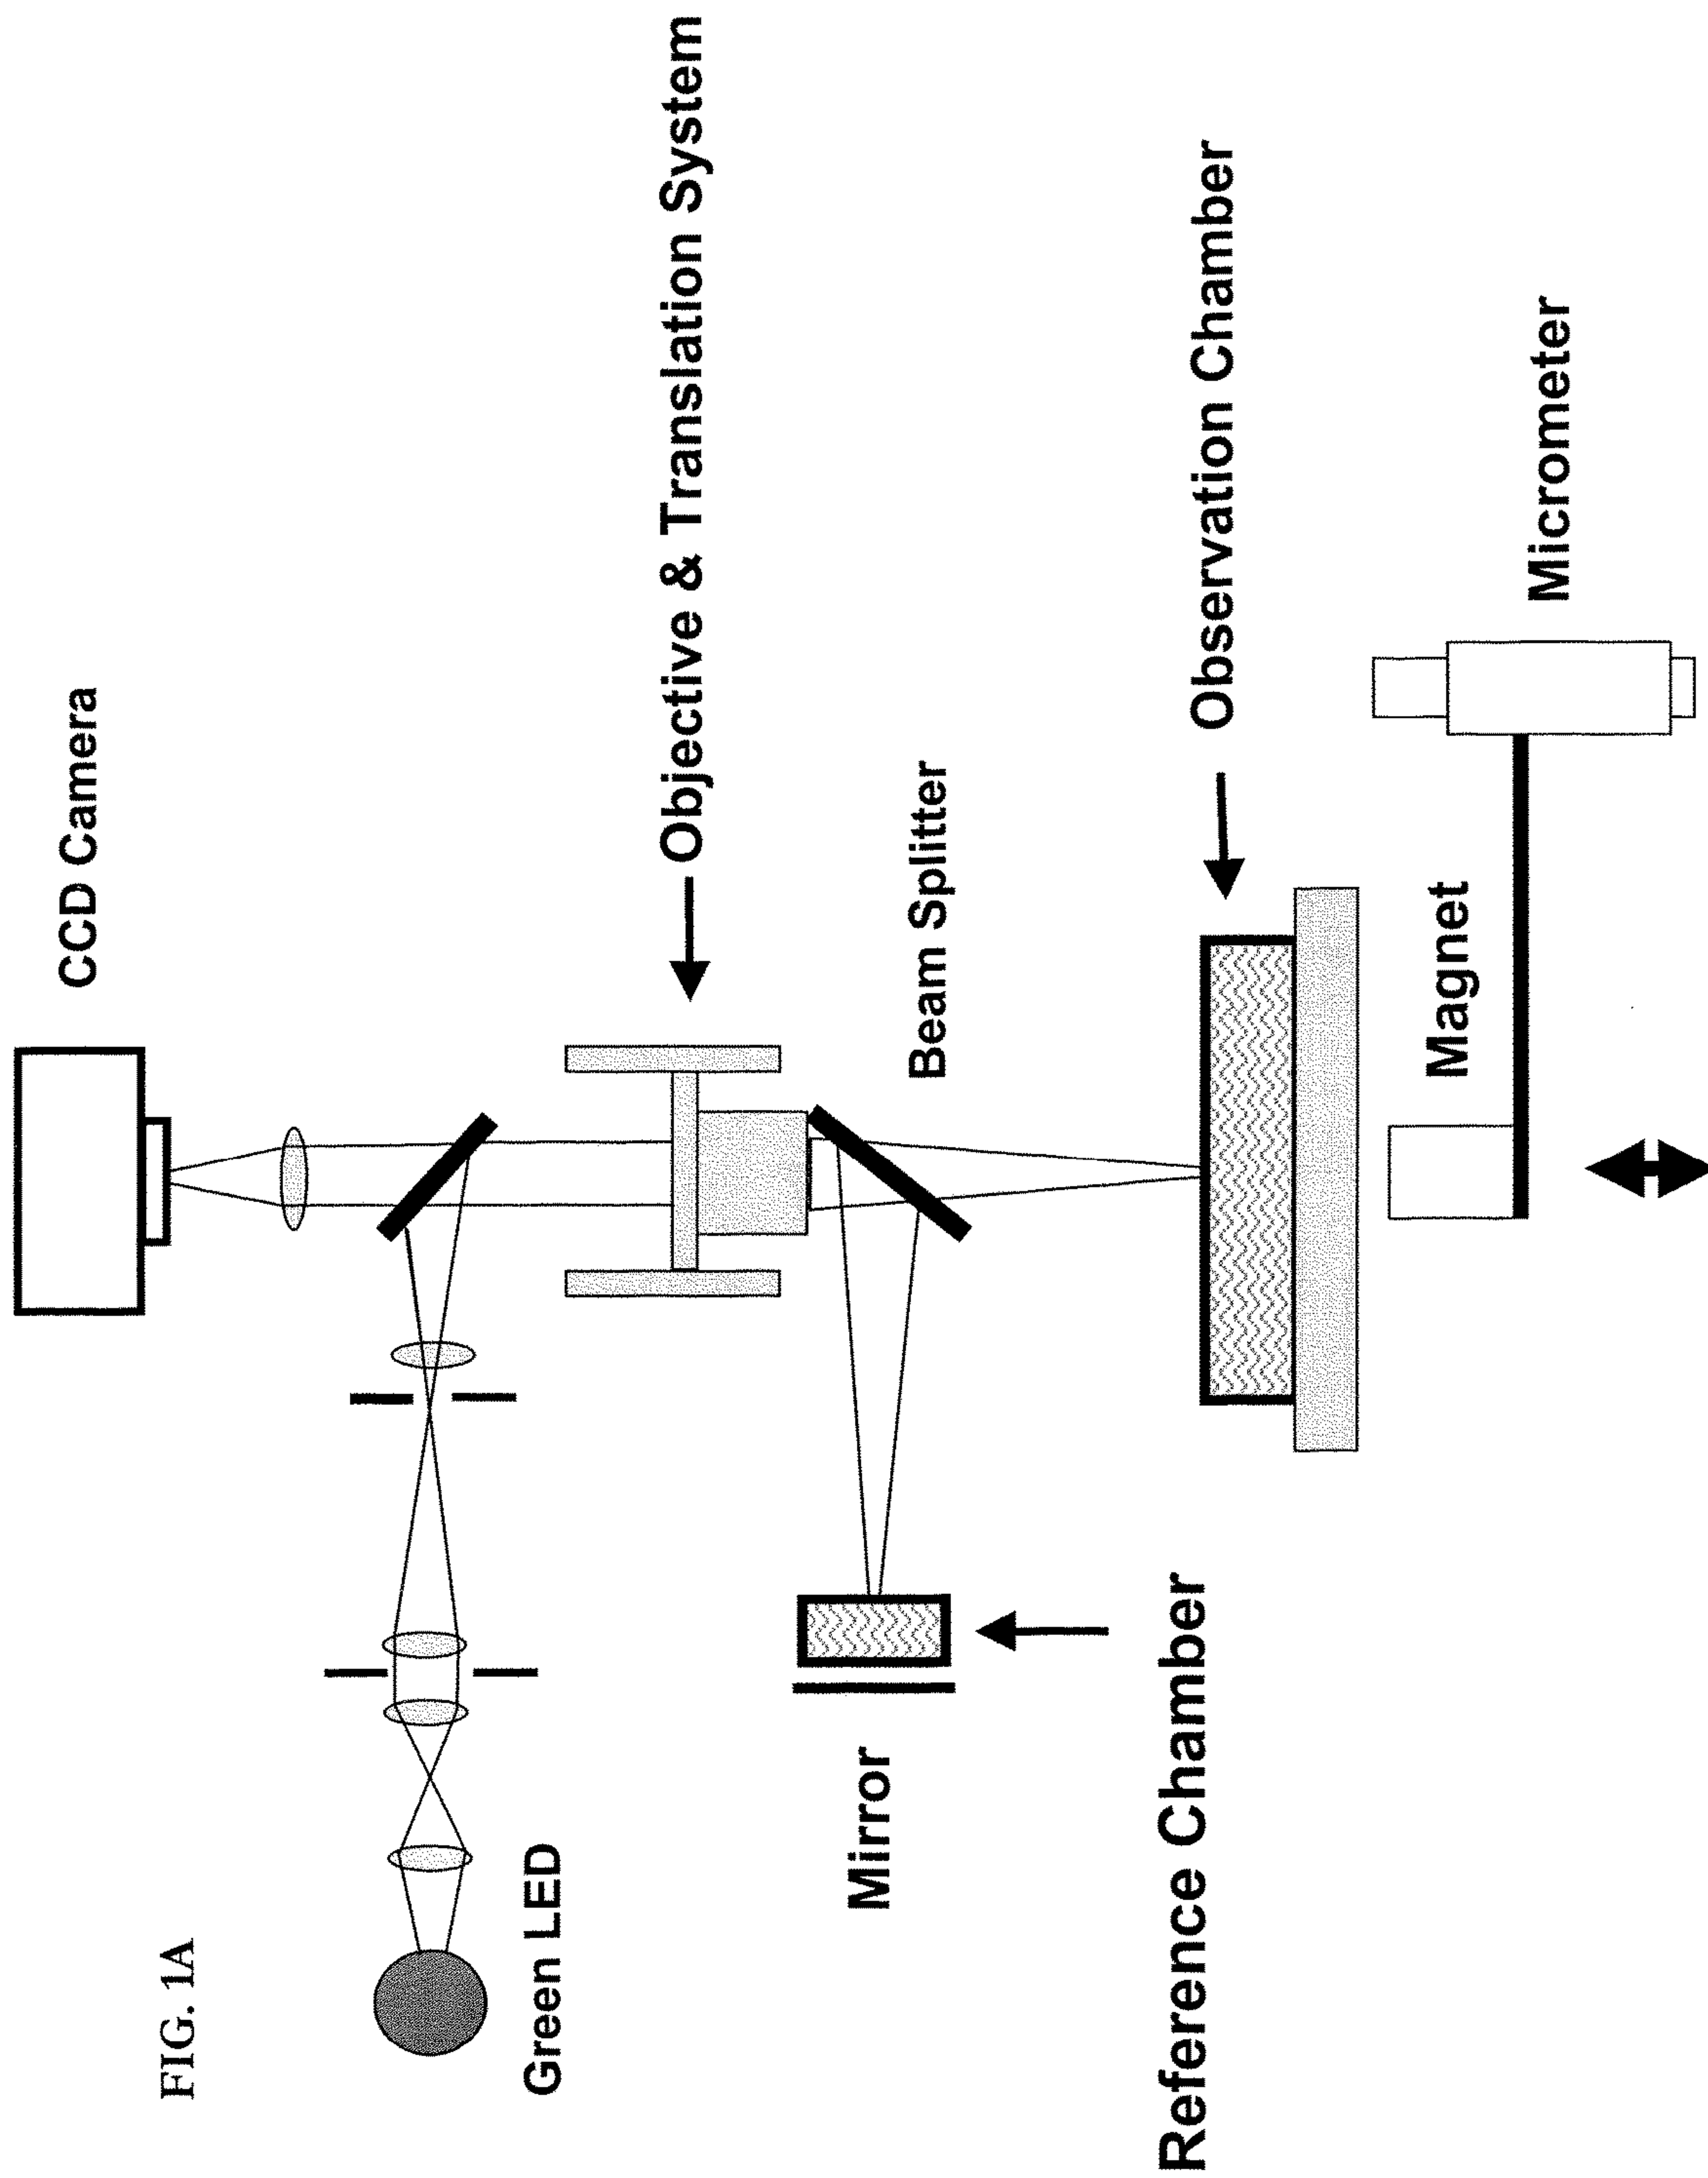 FIG. 1A
CCD Camera
Green LED
Objective & Translation System
Beam Splitter
Mirror
Observation Chamber
Reference Chamber
Magnet
Micrometer